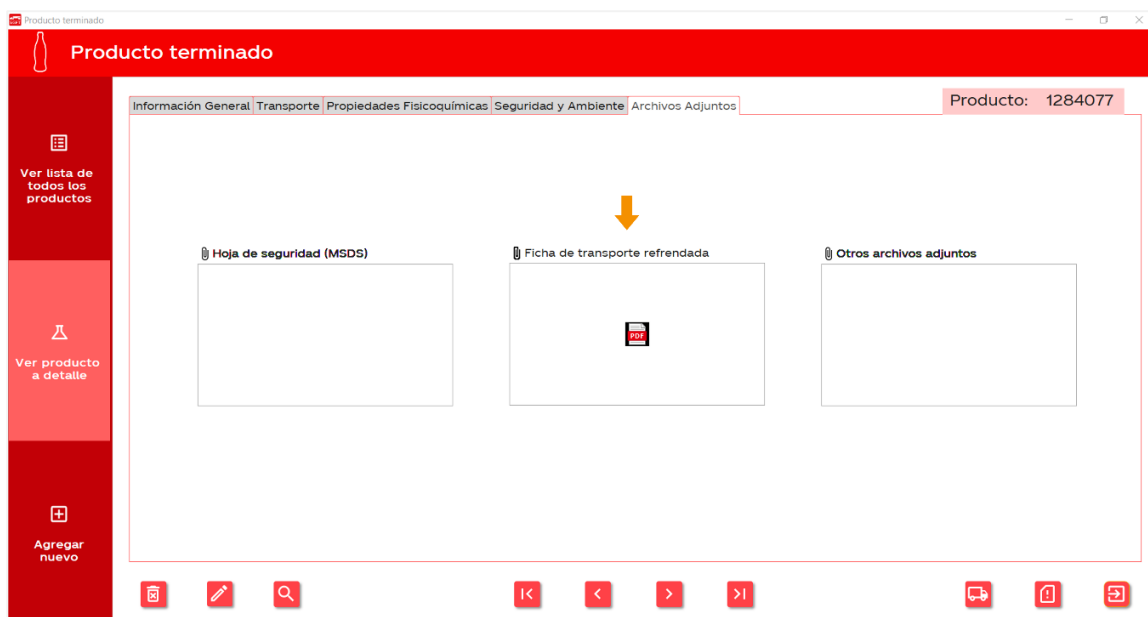 Producto terminado
Producto terminado
Información General Transporte Propiedades Fisicoquímicas Seguridad y Ambiente Archivos Adjuntos
Producto: 1284077
Ver lista de
todos los
productos
Hoja de seguridad (MSDS)
Ficha de transporte refrendada
Otros archivos adjuntos
PDF
Ver producto
a detalle
Agregar
nuevo